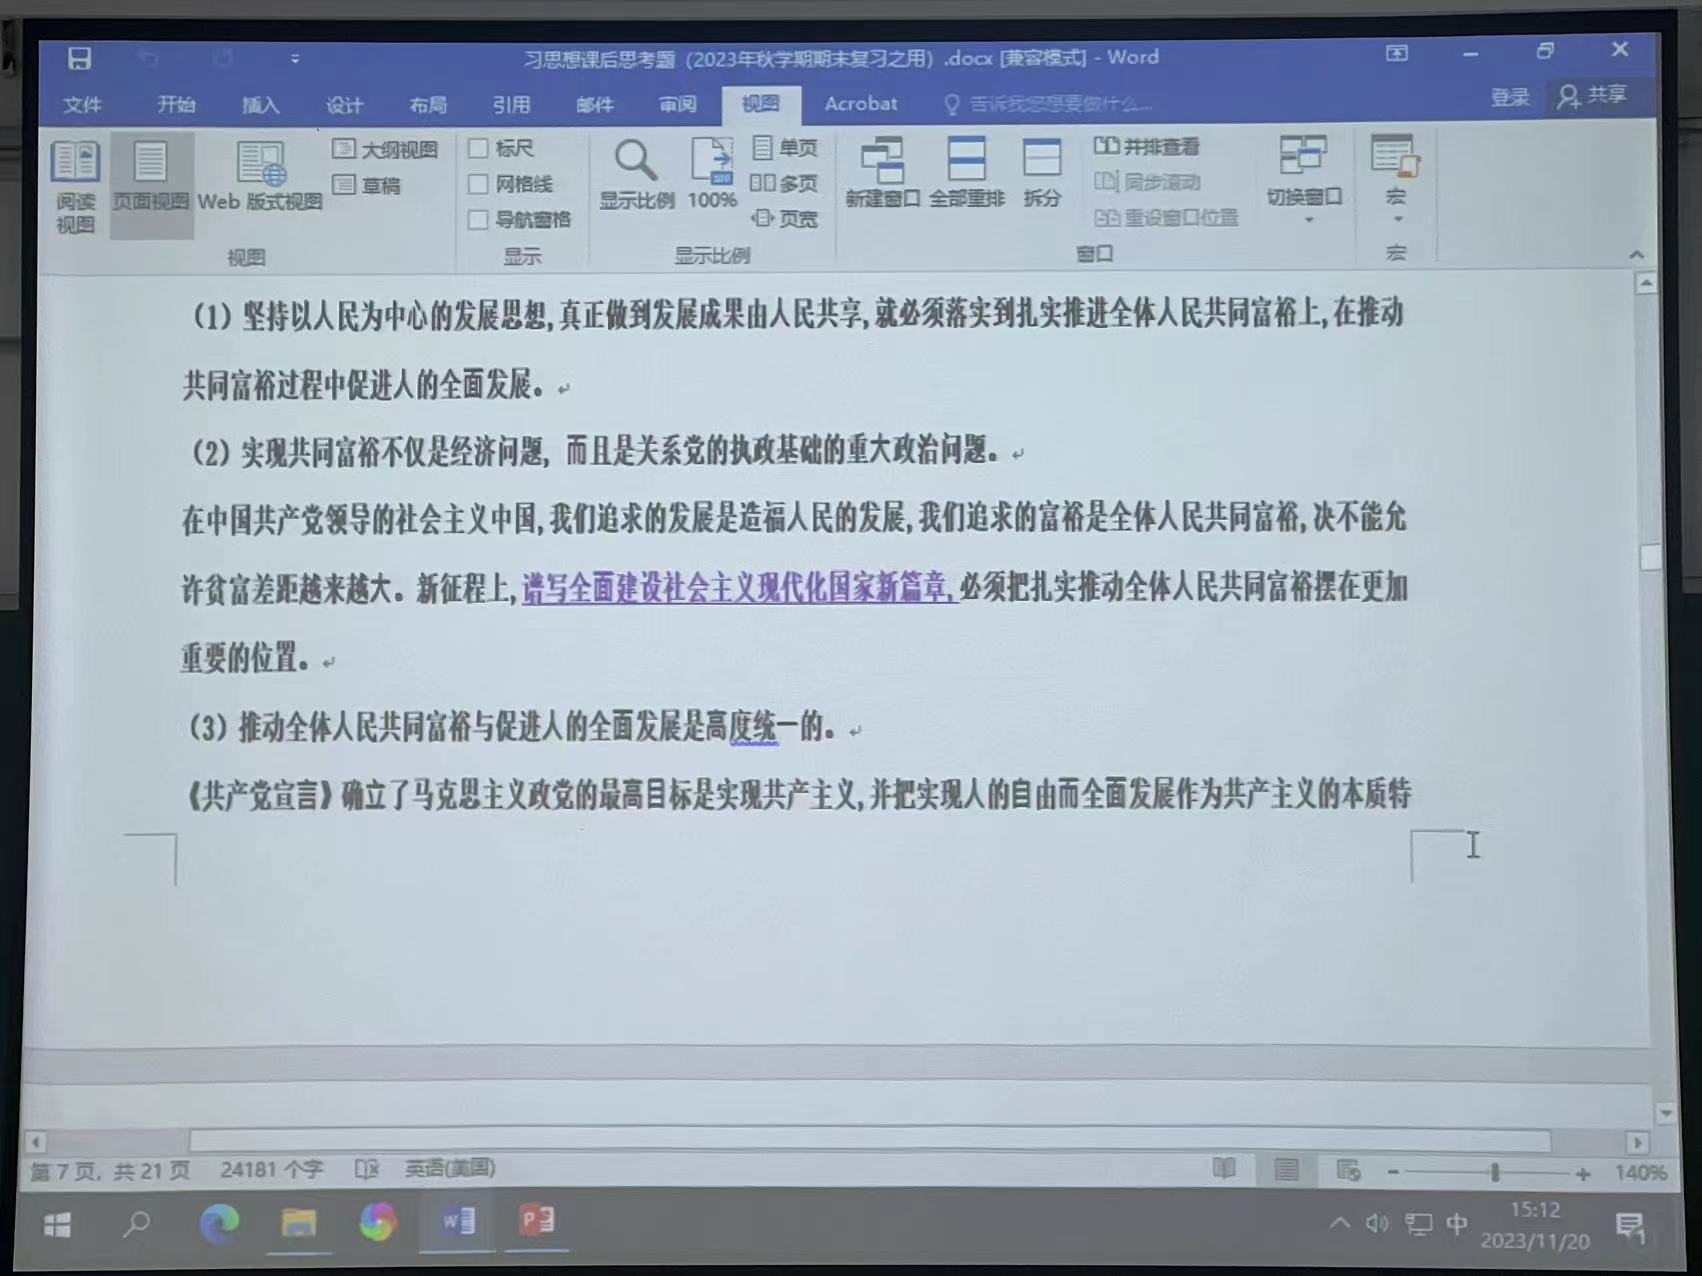 习思想课后思考题（2023年秋学期期末复习之用）.docx [兼容模式] - Word
文件 开始 插入 设计 布局 引用 邮件 审阅 视图 Acrobat 告诉我您想要做什么... 登录 共享
阅读视图 页面视图 Web 版式视图 大纲视图 草稿
标尺 网格线 导航窗格
显示比例 100% 单页 多页 页宽
新建窗口 全部重排 拆分 并排查看 同步滚动 重设窗口位置 切换窗口 宏
视图 显示 显示比例 窗口 宏
（1）坚持以人民为中心的发展思想,真正做到发展成果由人民共享,就必须落实到扎实推进全体人民共同富裕上,在推动
共同富裕过程中促进人的全面发展。
（2）实现共同富裕不仅是经济问题，而且是关系党的执政基础的重大政治问题。
在中国共产党领导的社会主义中国,我们追求的发展是造福人民的发展,我们追求的富裕是全体人民共同富裕,决不能允
许贫富差距越来越大。新征程上,谱写全面建设社会主义现代化国家新篇章,必须把扎实推动全体人民共同富裕摆在更加
重要的位置。
（3）推动全体人民共同富裕与促进人的全面发展是高度统一的。
《共产党宣言》确立了马克思主义政党的最高目标是实现共产主义,并把实现人的自由而全面发展作为共产主义的本质特
第 7 页，共 21 页 24181 个字 英语(美国) 140%
中 15:12
2023/11/20
1